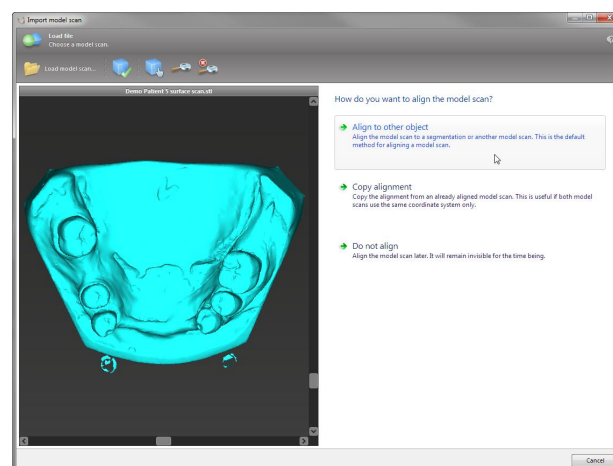 Import model scan
Load file
Choose a model scan.
Load model scan...
Demo Patient 5 surface scan.stl
How do you want to align the model scan?
Align to other object
Align the model scan to a segmentation or another model scan. This is the default
method for aligning a model scan.
Copy alignment
Copy the alignment from an already aligned model scan. This is useful if both model
scans use the same coordinate system only.
Do not align
Align the model scan later. It will remain invisible for the time being.
Cancel